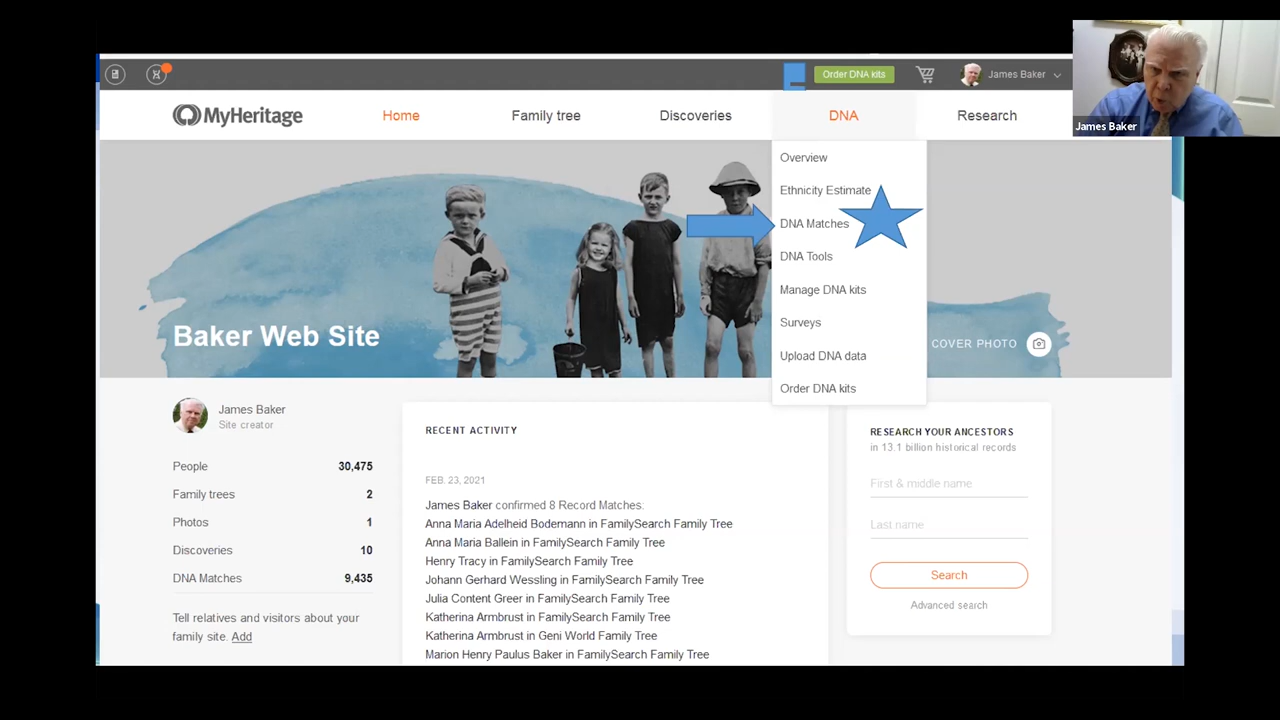 Order DNA kits
James Baker
James Baker
MyHeritage
Home
Family tree
Discoveries
DNA
Research
Overview
Ethnicity Estimate
DNA Matches
DNA Tools
Manage DNA kits
Surveys
Upload DNA data
Order DNA kits
Baker Web Site
COVER PHOTO
James Baker
Site creator
People 30,475
Family trees 2
Photos 1
Discoveries 10
DNA Matches 9,435
Tell relatives and visitors about your
family site. Add
RECENT ACTIVITY
FEB. 23, 2021
James Baker confirmed 8 Record Matches:
Anna Maria Adelheid Bodemann in FamilySearch Family Tree
Anna Maria Ballein in FamilySearch Family Tree
Henry Tracy in FamilySearch Family Tree
Johann Gerhard Wessling in FamilySearch Family Tree
Julia Content Greer in FamilySearch Family Tree
Katherina Armbrust in FamilySearch Family Tree
Katherina Armbrust in Geni World Family Tree
Marion Henry Paulus Baker in FamilySearch Family Tree
RESEARCH YOUR ANCESTORS
in 13.1 billion historical records
First & middle name
Last name
Search
Advanced search